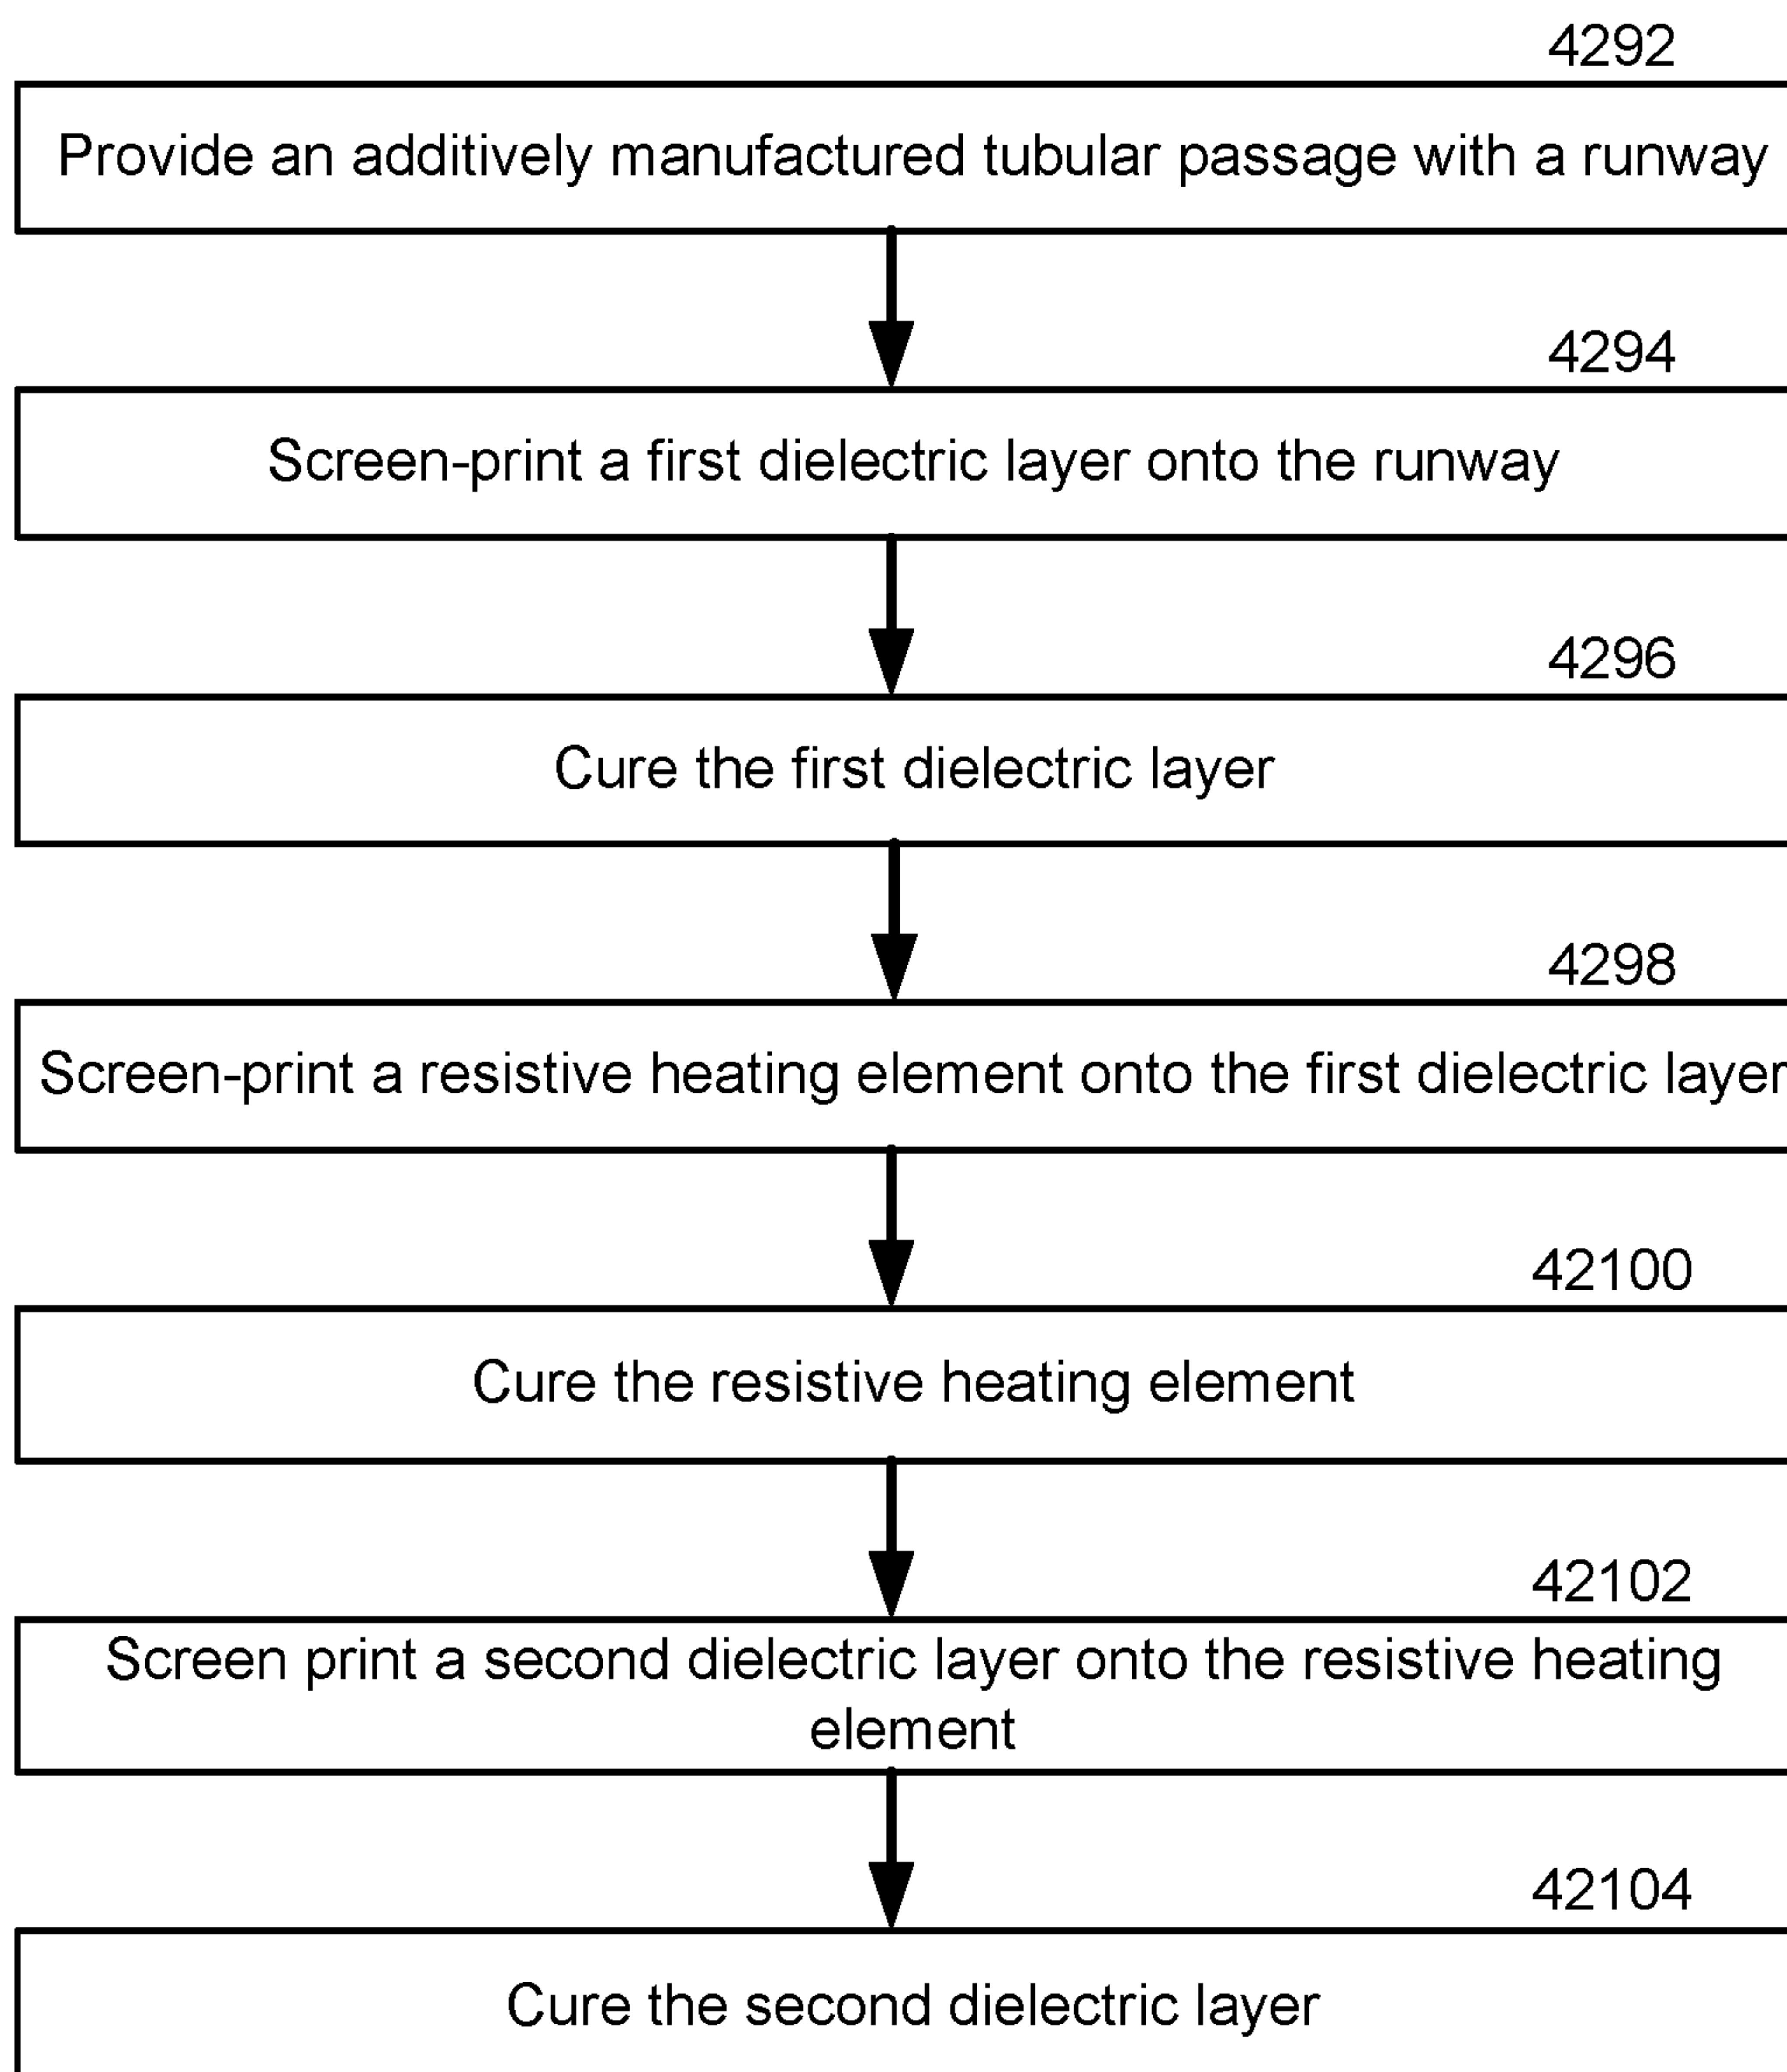 4292
Provide an additively manufactured tubular passage with a runway
4294
Screen-print a first dielectric layer onto the runway
4296
Cure the first dielectric layer
4298
Screen-print a resistive heating element onto the first dielectric layer
42100
Cure the resistive heating element
42102
Screen print a second dielectric layer onto the resistive heating
element
42104
Cure the second dielectric layer